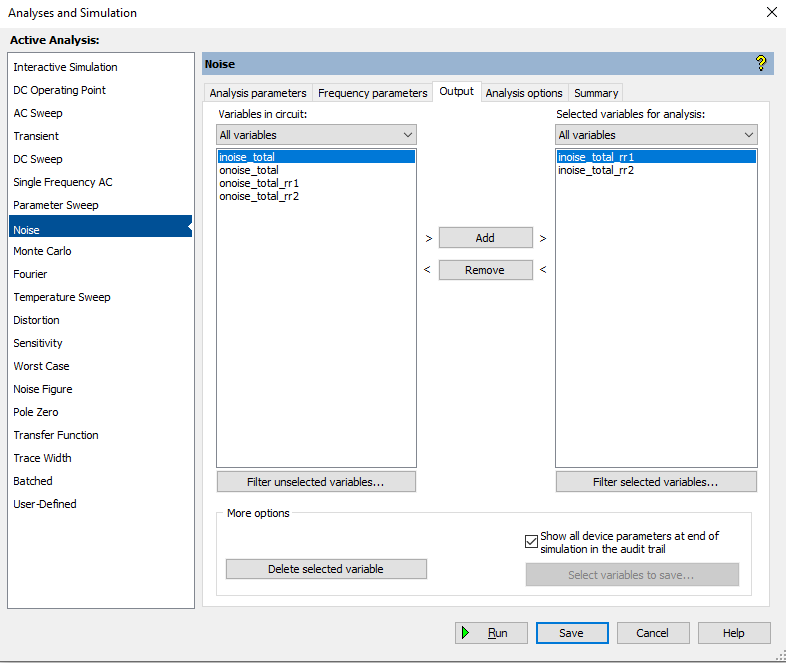 Analyses and Simulation
Active Analysis:
Interactive Simulation
DC Operating Point
AC Sweep
Transient
DC Sweep
Single Frequency AC
Parameter Sweep
Noise
Monte Carlo
Fourier
Temperature Sweep
Distortion
Sensitivity
Worst Case
Noise Figure
Pole Zero
Transfer Function
Trace Width
Batched
User-Defined
Noise
?
Analysis parameters
Frequency parameters
Output
Analysis options
Summary
Variables in circuit:
All variables
inoise_total
onoise_total
onoise_total_rr1
onoise_total_rr2
Filter unselected variables...
> Add >
< Remove <
Selected variables for analysis:
All variables
inoise_total_rr1
inoise_total_rr2
Filter selected variables...
More options
Delete selected variable
Show all device parameters at end of
simulation in the audit trail
Select variables to save...
Run
Save
Cancel
Help